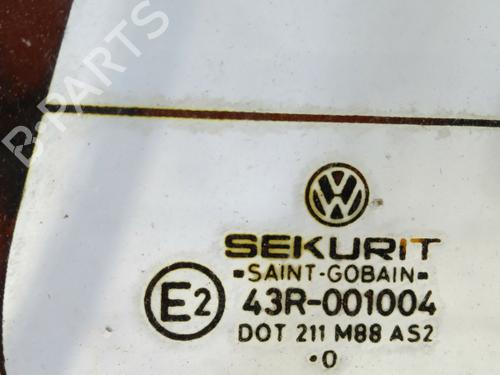 B-PARTS
VW
SEKURIT
SAINT-GOBAIN
E2
43R-001004
DOT 211 M88 AS2
·0